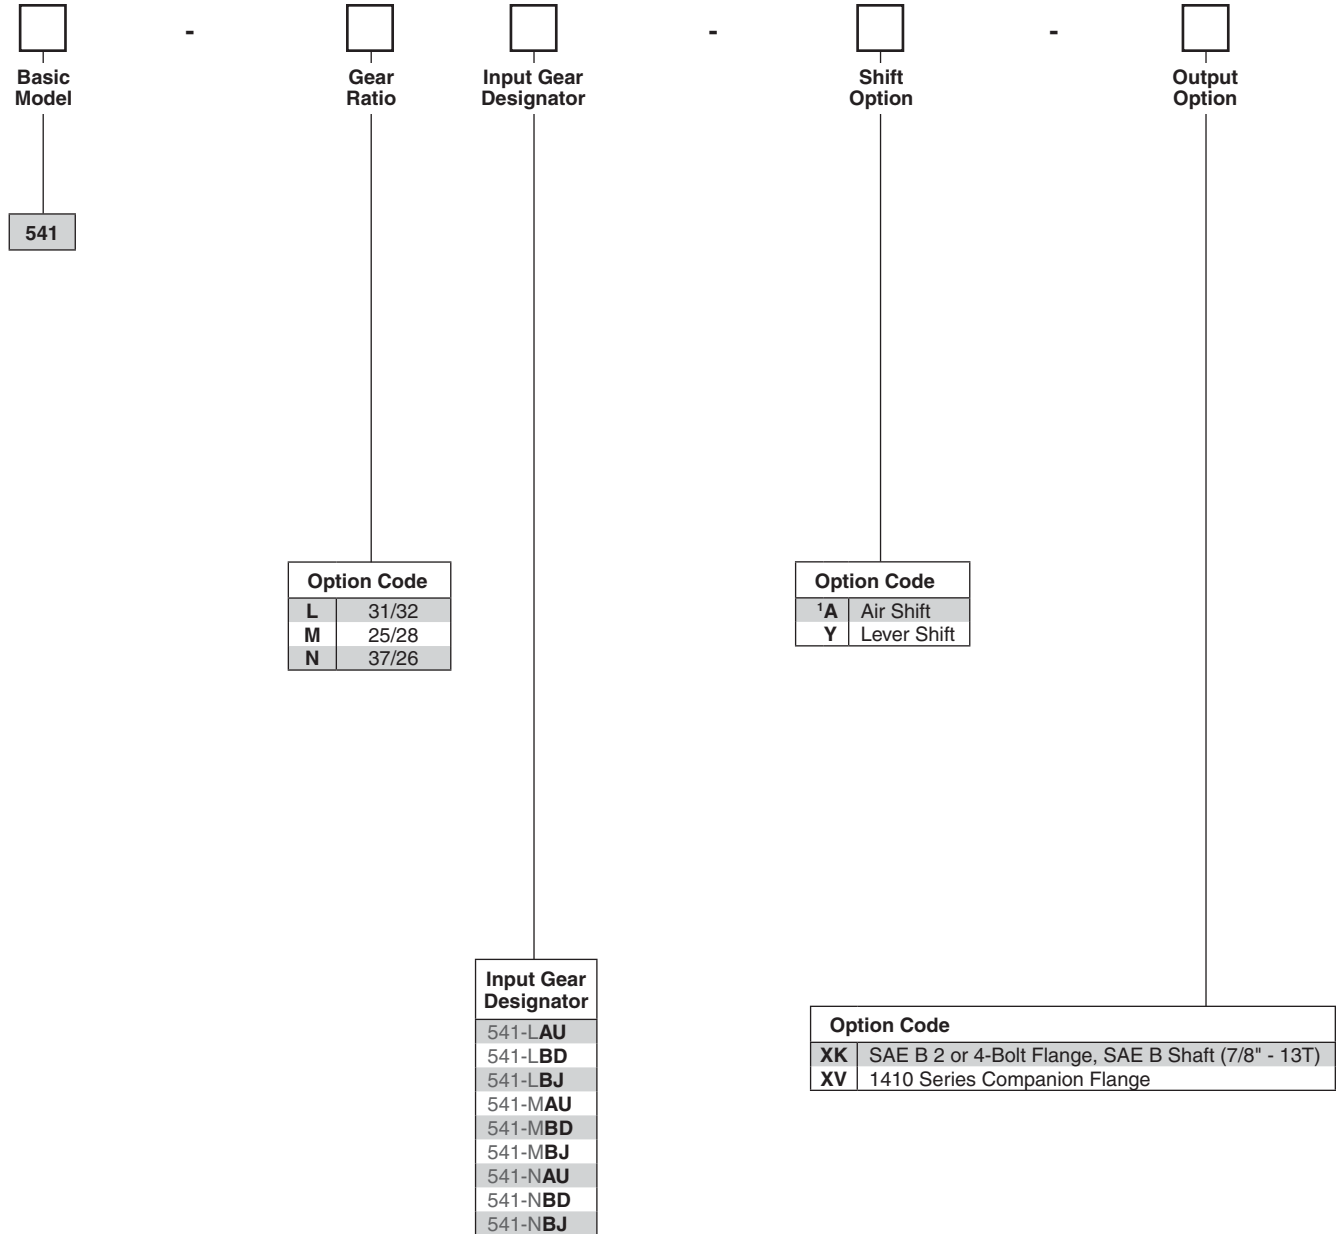 - - -
Basic Model
Gear Ratio
Input Gear Designator
Shift Option
Output Option
541
Option Code
L 31/32
M 25/28
N 37/26
Option Code
¹A Air Shift
Y Lever Shift
Input Gear Designator
541-LAU
541-LBD
541-LBJ
541-MAU
541-MBD
541-MBJ
541-NAU
541-NBD
541-NBJ
Option Code
XK SAE B 2 or 4-Bolt Flange, SAE B Shaft (7/8" - 13T)
XV 1410 Series Companion Flange